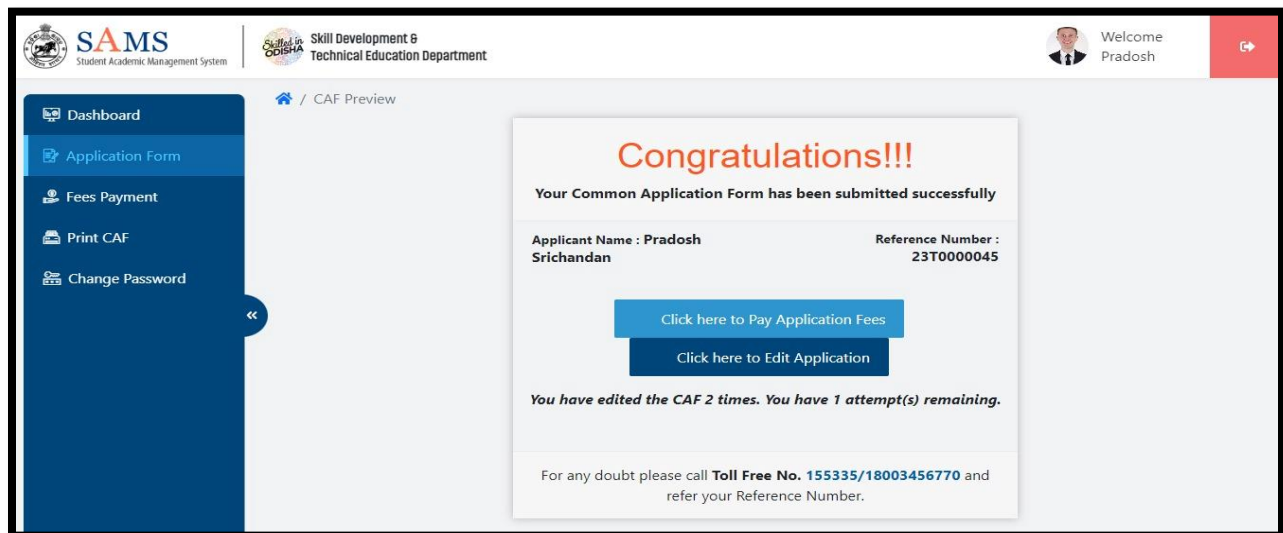 SAMS
Student Academic Management System
Skilled in
ODISHA
Skill Development &
Technical Education Department
Welcome
Pradosh
Dashboard
Application Form
Fees Payment
Print CAF
Change Password
/ CAF Preview
Congratulations!!!
Your Common Application Form has been submitted successfully
Applicant Name : Pradosh
Srichandan
Reference Number :
23T0000045
Click here to Pay Application Fees
Click here to Edit Application
You have edited the CAF 2 times. You have 1 attempt(s) remaining.
For any doubt please call Toll Free No. 155335/18003456770 and
refer your Reference Number.